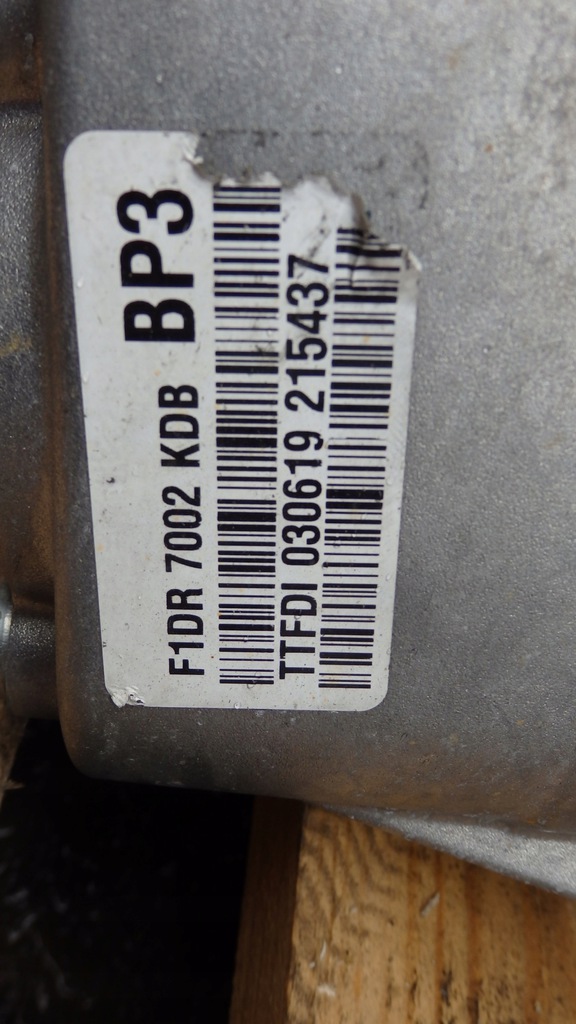 BP3
F1DR 7002 KDB
TTFDI 030619 215437